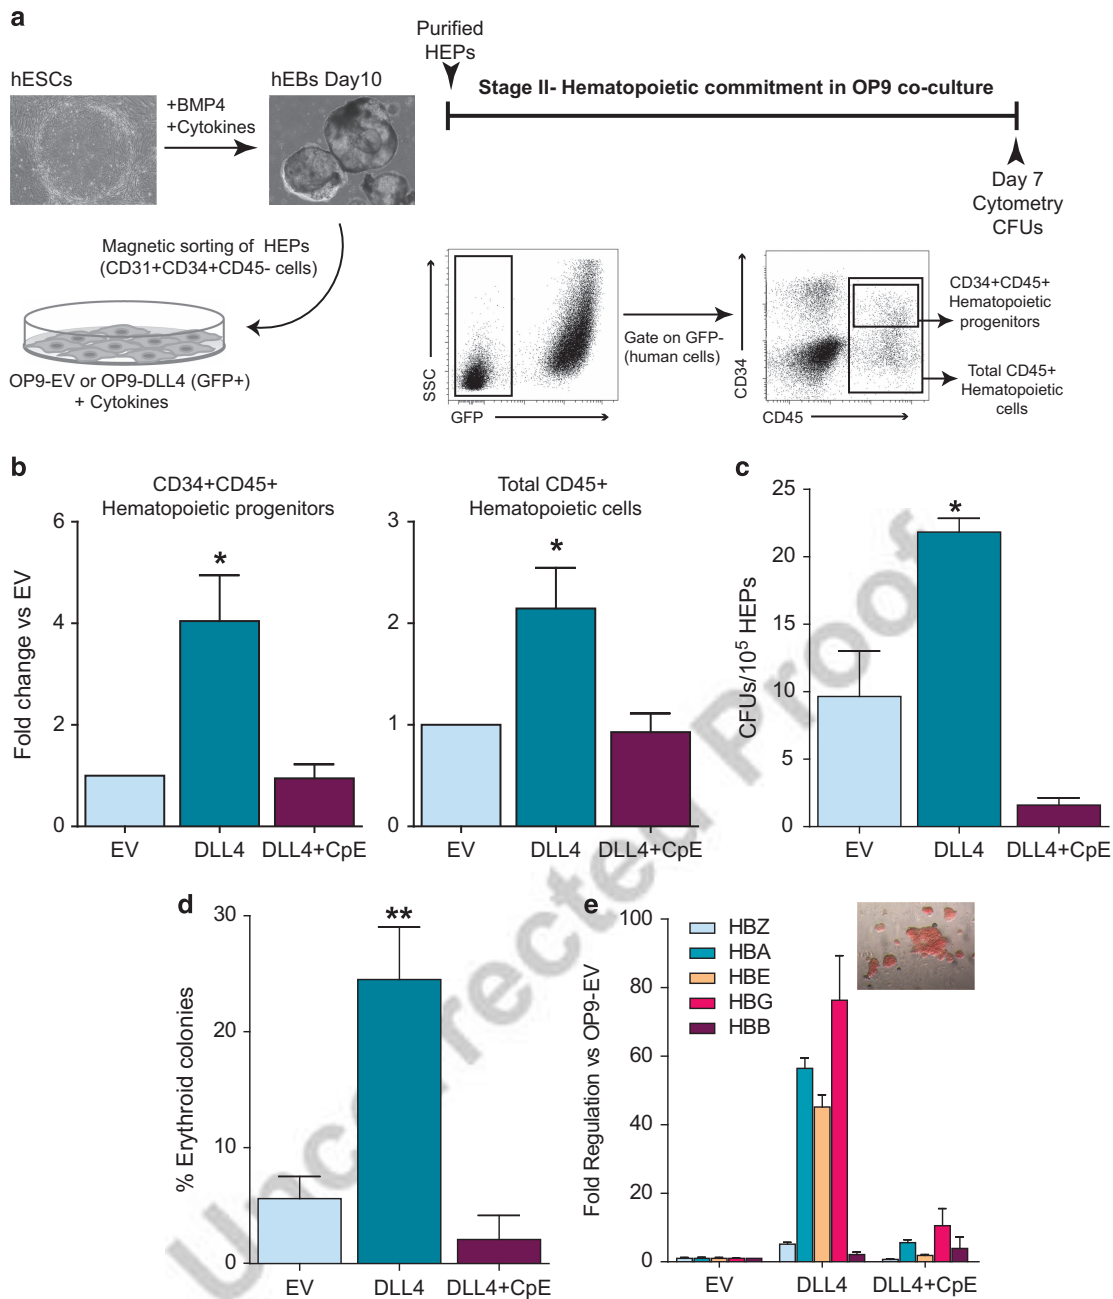 a
Purified
HEPs
hESCs
hEBs Day10
+BMP4
+Cytokines
Stage II- Hematopoietic commitment in OP9 co-culture
Day 7
Cytometry
CFUs
Magnetic sorting of HEPs
(CD31+CD34+CD45- cells)
OP9-EV or OP9-DLL4 (GFP+)
+ Cytokines
SSC
GFP
Gate on GFP-
(human cells)
CD34
CD45
CD34+CD45+
Hematopoietic
progenitors
Total CD45+
Hematopoietic
cells
b
CD34+CD45+
Hematopoietic progenitors
Fold change vs EV
6
4
2
0
*
EV
DLL4
DLL4+CpE
Total CD45+
Hematopoietic cells
3
2
1
0
*
EV
DLL4
DLL4+CpE
c
CFUs/10⁵ HEPs
25
20
15
10
5
0
*
EV
DLL4
DLL4+CpE
d
% Erythroid colonies
30
20
10
0
**
EV
DLL4
DLL4+CpE
e
Fold Regulation vs OP9-EV
100
80
60
40
20
0
HBZ
HBA
HBE
HBG
HBB
EV
DLL4
DLL4+CpE
Uncorrected Proof